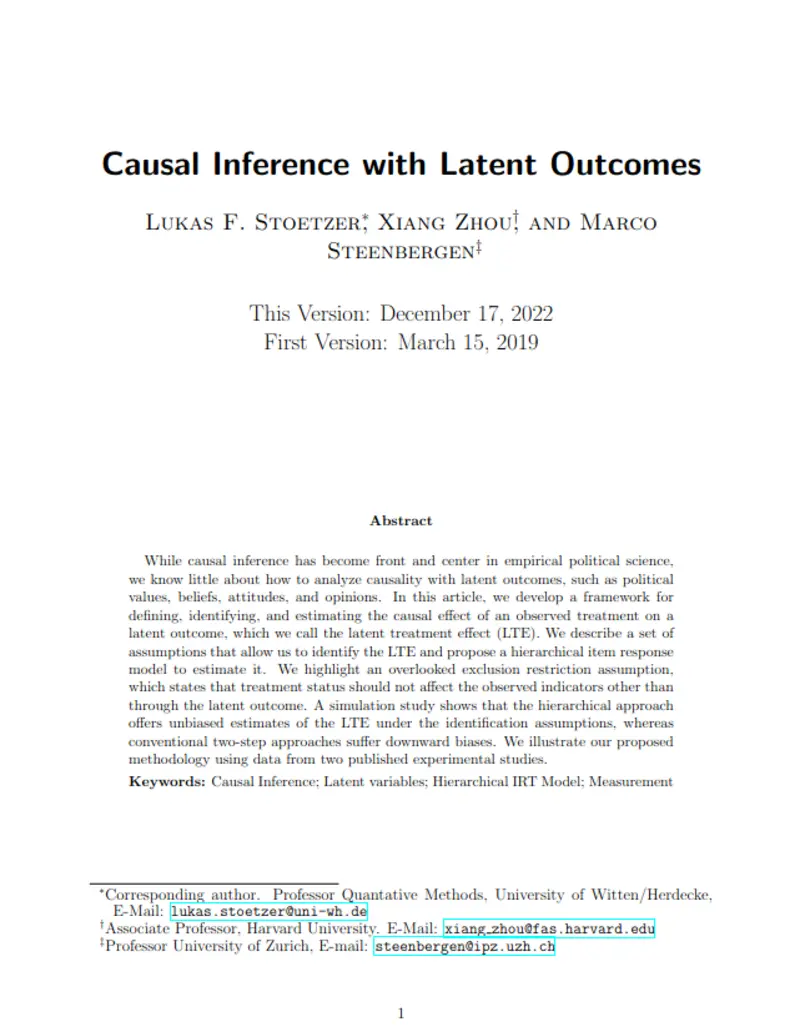 Causal Inference with Latent Outcomes
Lukas F. Stoetzer*, Xiang Zhou†, and Marco
Steenbergen‡
This Version: December 17, 2022
First Version: March 15, 2019
Abstract
While causal inference has become front and center in empirical political science,
we know little about how to analyze causality with latent outcomes, such as political
values, beliefs, attitudes, and opinions. In this article, we develop a framework for
defining, identifying, and estimating the causal effect of an observed treatment on a
latent outcome, which we call the latent treatment effect (LTE). We describe a set of
assumptions that allow us to identify the LTE and propose a hierarchical item response
model to estimate it. We highlight an overlooked exclusion restriction assumption,
which states that treatment status should not affect the observed indicators other than
through the latent outcome. A simulation study shows that the hierarchical approach
offers unbiased estimates of the LTE under the identification assumptions, whereas
conventional two-step approaches suffer downward biases. We illustrate our proposed
methodology using data from two published experimental studies.
Keywords: Causal Inference; Latent variables; Hierarchical IRT Model; Measurement
*Corresponding author. Professor Quantative Methods, University of Witten/Herdecke,
E-Mail: lukas.stoetzer@uni-wh.de
†Associate Professor, Harvard University. E-Mail: xiang_zhou@fas.harvard.edu
‡Professor University of Zurich, E-mail: steenbergen@ipz.uzh.ch
1